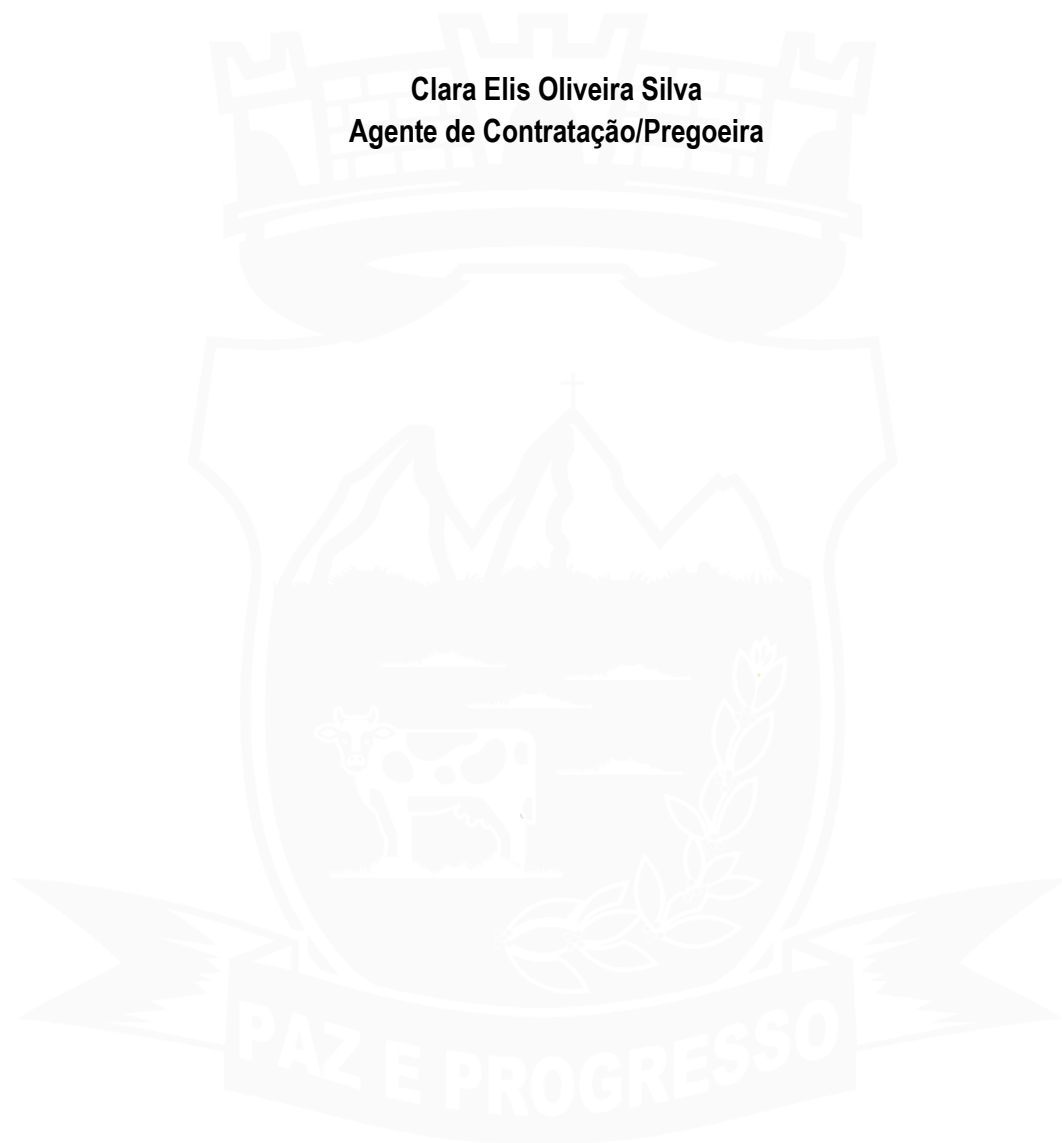 Clara Elis Oliveira Silva
Agente de Contratação/Pregoeira
PAZ E PROGRESSO